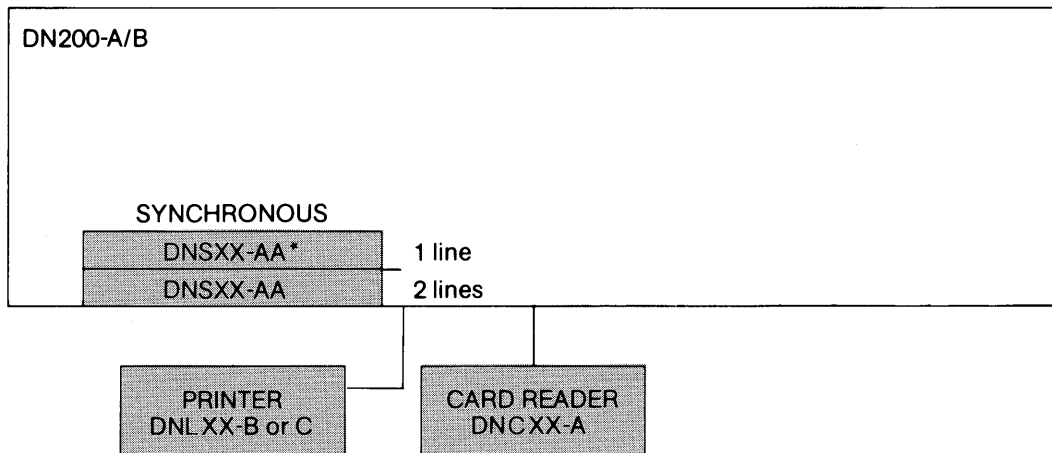 DN200-A/B
SYNCHRONOUS
DNSXX-AA* 1 line
DNSXX-AA 2 lines
PRINTER
DNLXX-B or C
CARD READER
DNCXX-A